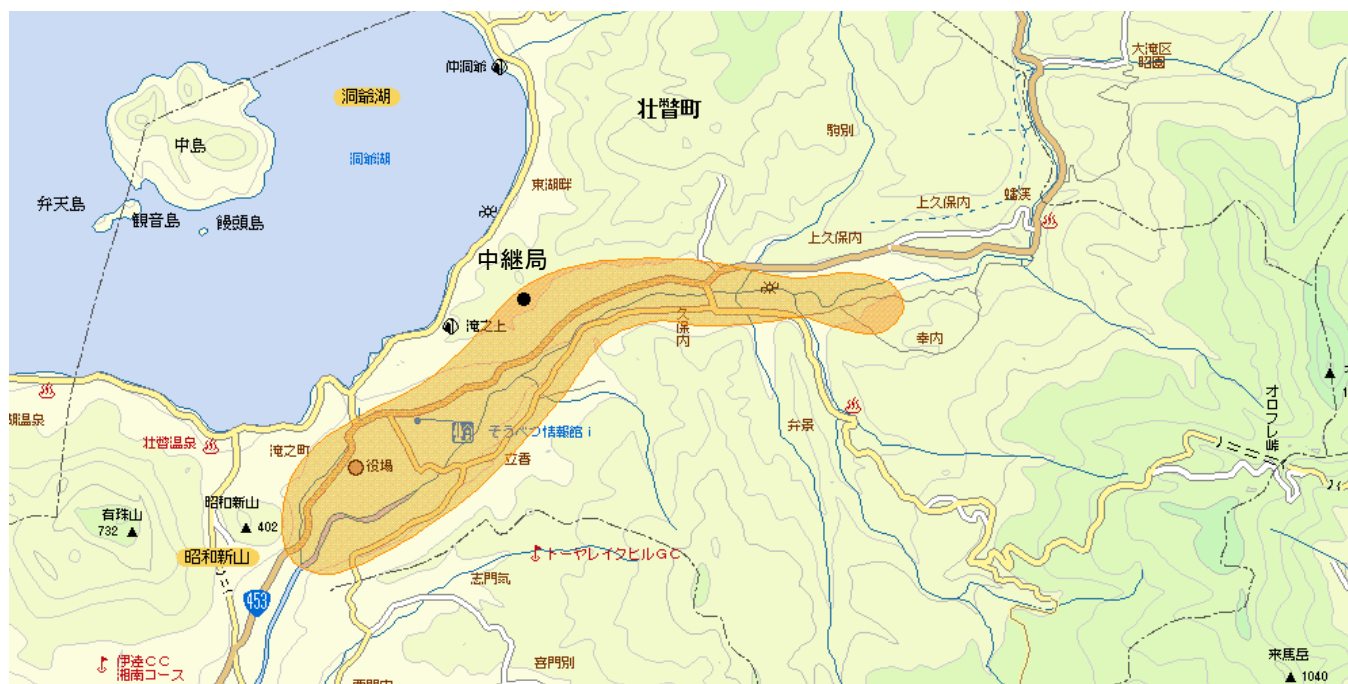 仲洞爺
洞爺湖
壮瞥町
大滝区
昭園
中島
洞爺湖
駒別
東湖畔
弁天島
観音島
饅頭島
上久保内
蟠渓
上久保内
中継局
滝之上
久保内
幸内
湖温泉
壮瞥温泉
滝之町
そうべつ情報館i
役場
立香
弁景
オロフレ峠
有珠山
732
昭和新山
402
昭和新山
トーヤレイクヒルGC
志門気
453
伊達CC
湘南コース
喜門別
来馬岳
1040